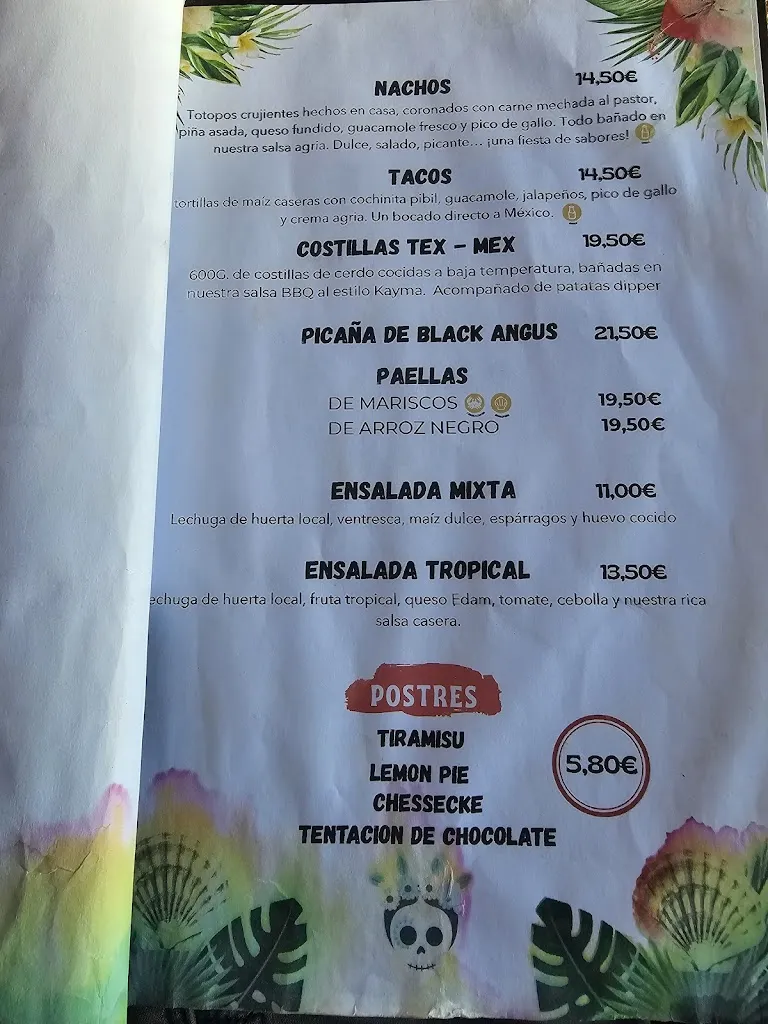 NACHOS 14,50€
Totopos crujientes hechos en casa, coronados con carne mechada al pastor,
piña asada, queso fundido, guacamole fresco y pico de gallo. Todo bañado en
nuestra salsa agria. Dulce, salado, picante... ¡una fiesta de sabores!
TACOS 14,50€
tortillas de maíz caseras con cochinita pibil, guacamole, jalapeños, pico de gallo
y crema agria. Un bocado directo a México.
COSTILLAS TEX - MEX 19,50€
600G. de costillas de cerdo cocidas a baja temperatura, bañadas en
nuestra salsa BBQ al estilo Kayma. Acompañado de patatas dipper
PICAÑA DE BLACK ANGUS 21,50€
PAELLAS
DE MARISCOS 19,50€
DE ARROZ NEGRO 19,50€
ENSALADA MIXTA 11,00€
Lechuga de huerta local, ventresca, maíz dulce, espárragos y huevo cocido
ENSALADA TROPICAL 13,50€
echuga de huerta local, fruta tropical, queso Edam, tomate, cebolla y nuestra rica
salsa casera.
POSTRES
TIRAMISU
5,80€
LEMON PIE
CHESSECKE
TENTACION DE CHOCOLATE